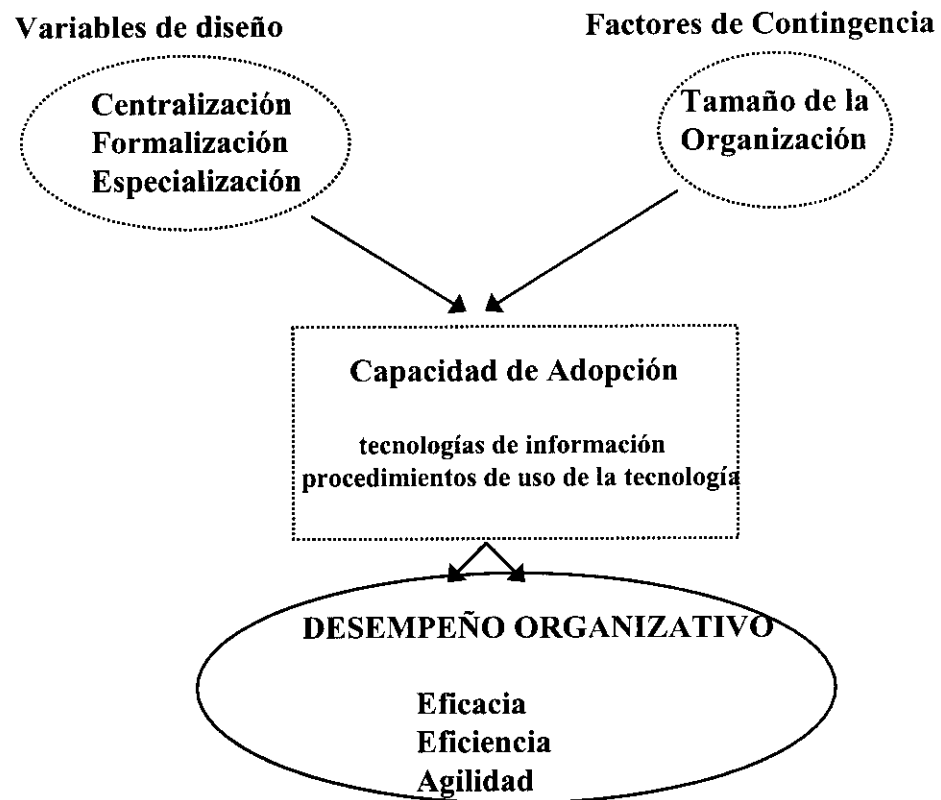 Variables de diseño
Factores de Contingencia
Centralización
Formalización
Especialización
Tamaño de la
Organización
Capacidad de Adopción
tecnologías de información
procedimientos de uso de la tecnología
DESEMPEÑO ORGANIZATIVO
Eficacia
Eficiencia
Agilidad